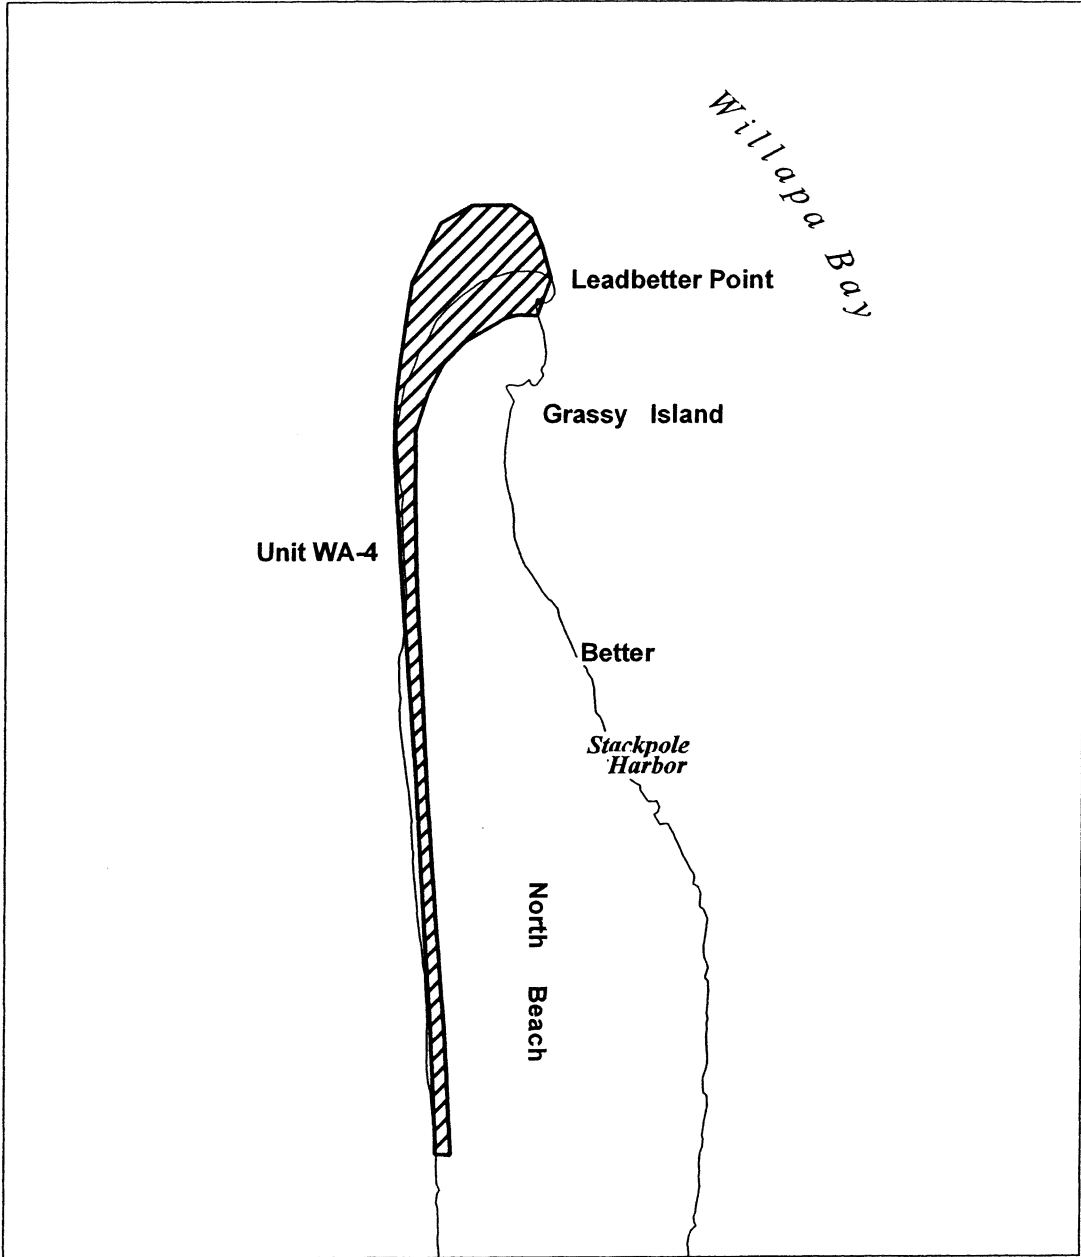 Willapa Bay
Leadbetter Point
Grassy Island
Unit WA-4
Better
Stackpole
Harbor
North Beach